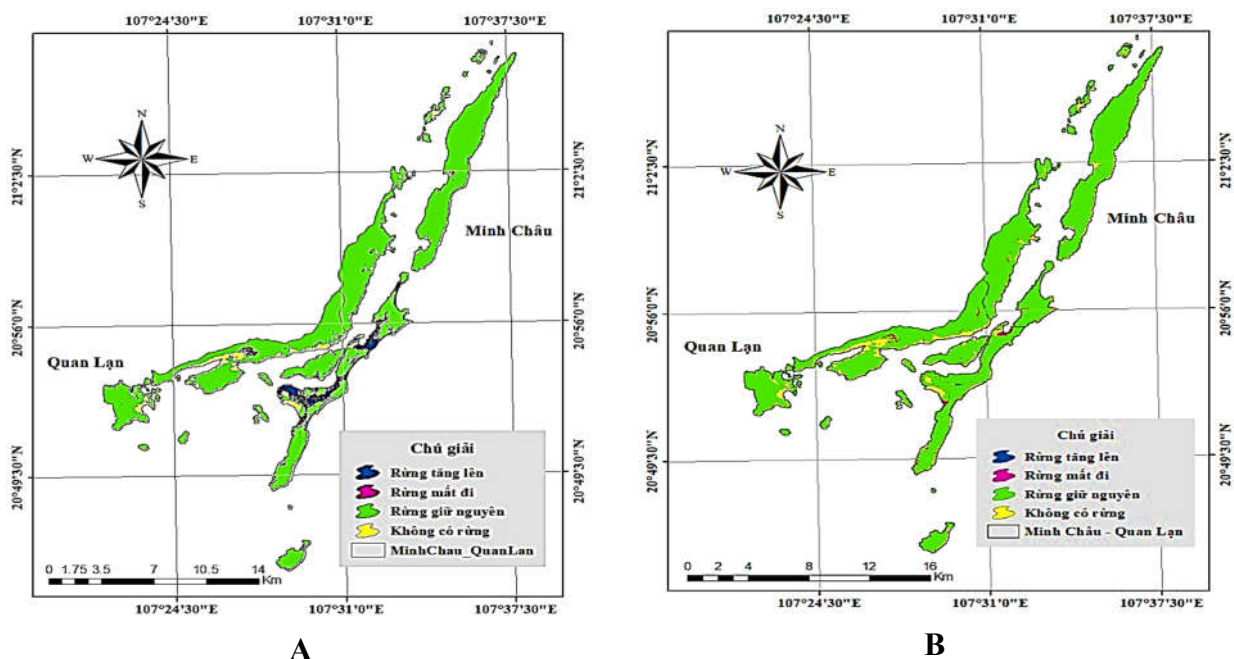 107°24'30"E 107°31'0"E 107°37'30"E
N
W E
S
21°2'30"N 21°2'30"N
Minh Châu
20°56'0"N 20°56'0"N
Quan Lạn
20°49'30"N 20°49'30"N
Chú giải
Rừng tăng lên
Rừng mất đi
Rừng giữ nguyên
Không có rừng
MinhChau_QuanLan
0 1.75 3.5 7 10.5 14
Km
107°24'30"E 107°31'0"E 107°37'30"E
A
107°24'30"E 107°31'0"E 107°37'30"E
N
W E
S
21°2'30"N 21°2'30"N
Minh Châu
20°56'0"N 20°56'0"N
Quan Lạn
20°49'30"N 20°49'30"N
Chú giải
Rừng tăng lên
Rừng mất đi
Rừng giữ nguyên
Không có rừng
Minh Châu - Quan Lạn
0 2 4 8 12 16
Km
107°24'30"E 107°31'0"E 107°37'30"E
B